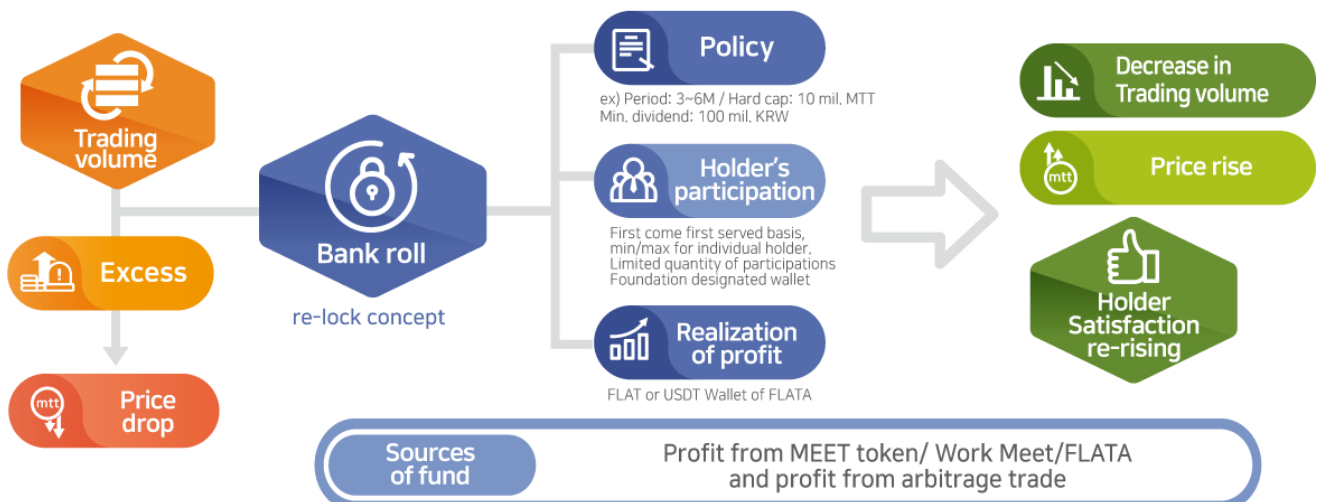 Trading
volume
Excess
mtt
Price
drop
Bank roll
re-lock concept
Policy
ex) Period: 3~6M / Hard cap: 10 mil. MTT
Min. dividend: 100 mil. KRW
Holder's
participation
First come first served basis,
min/max for individual holder.
Limited quantity of participations
Foundation designated wallet
Realization
of profit
FLAT or USDT Wallet of FLATA
Decrease in
Trading volume
mtt
Price rise
Holder
Satisfaction
re-rising
Sources
of fund
Profit from MEET token/ Work Meet/FLATA
and profit from arbitrage trade